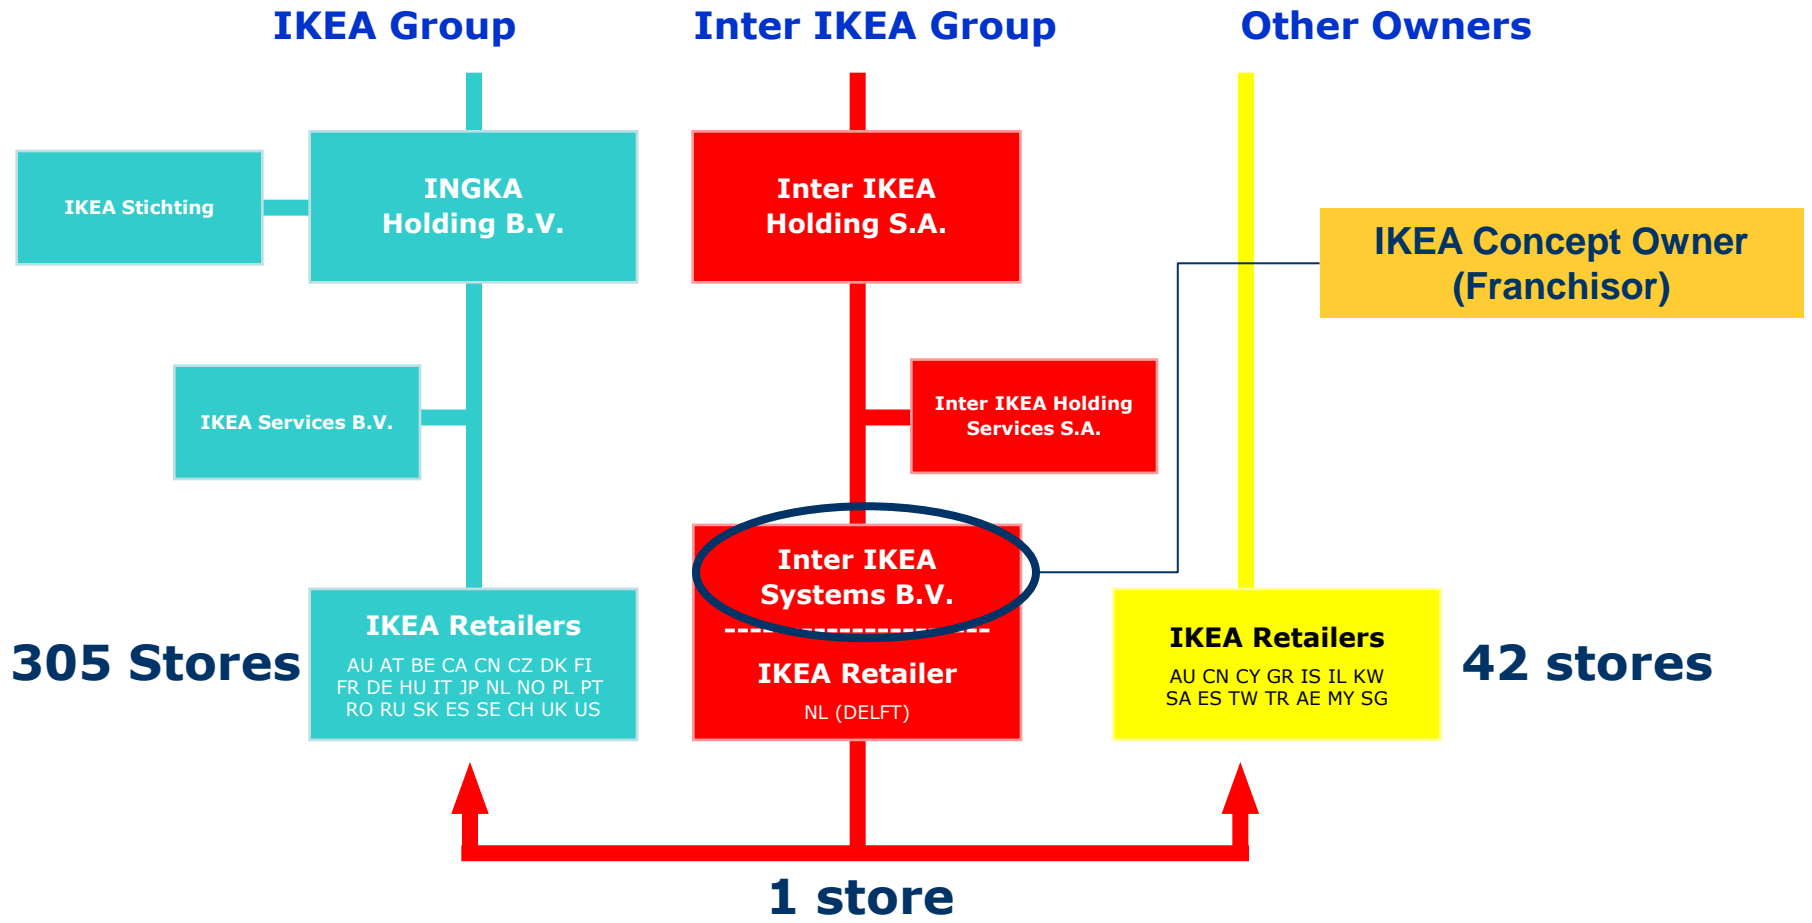 IKEA Group
Inter IKEA Group
Other Owners
IKEA Stichting
INGKA
Holding B.V.
Inter IKEA
Holding S.A.
IKEA Concept Owner
(Franchisor)
IKEA Services B.V.
Inter IKEA Holding
Services S.A.
Inter IKEA
Systems B.V.
---------------------
IKEA Retailer
NL (DELFT)
305 Stores
IKEA Retailers
AU AT BE CA CN CZ DK FI
FR DE HU IT JP NL NO PL PT
RO RU SK ES SE CH UK US
IKEA Retailers
AU CN CY GR IS IL KW
SA ES TW TR AE MY SG
42 stores
1 store